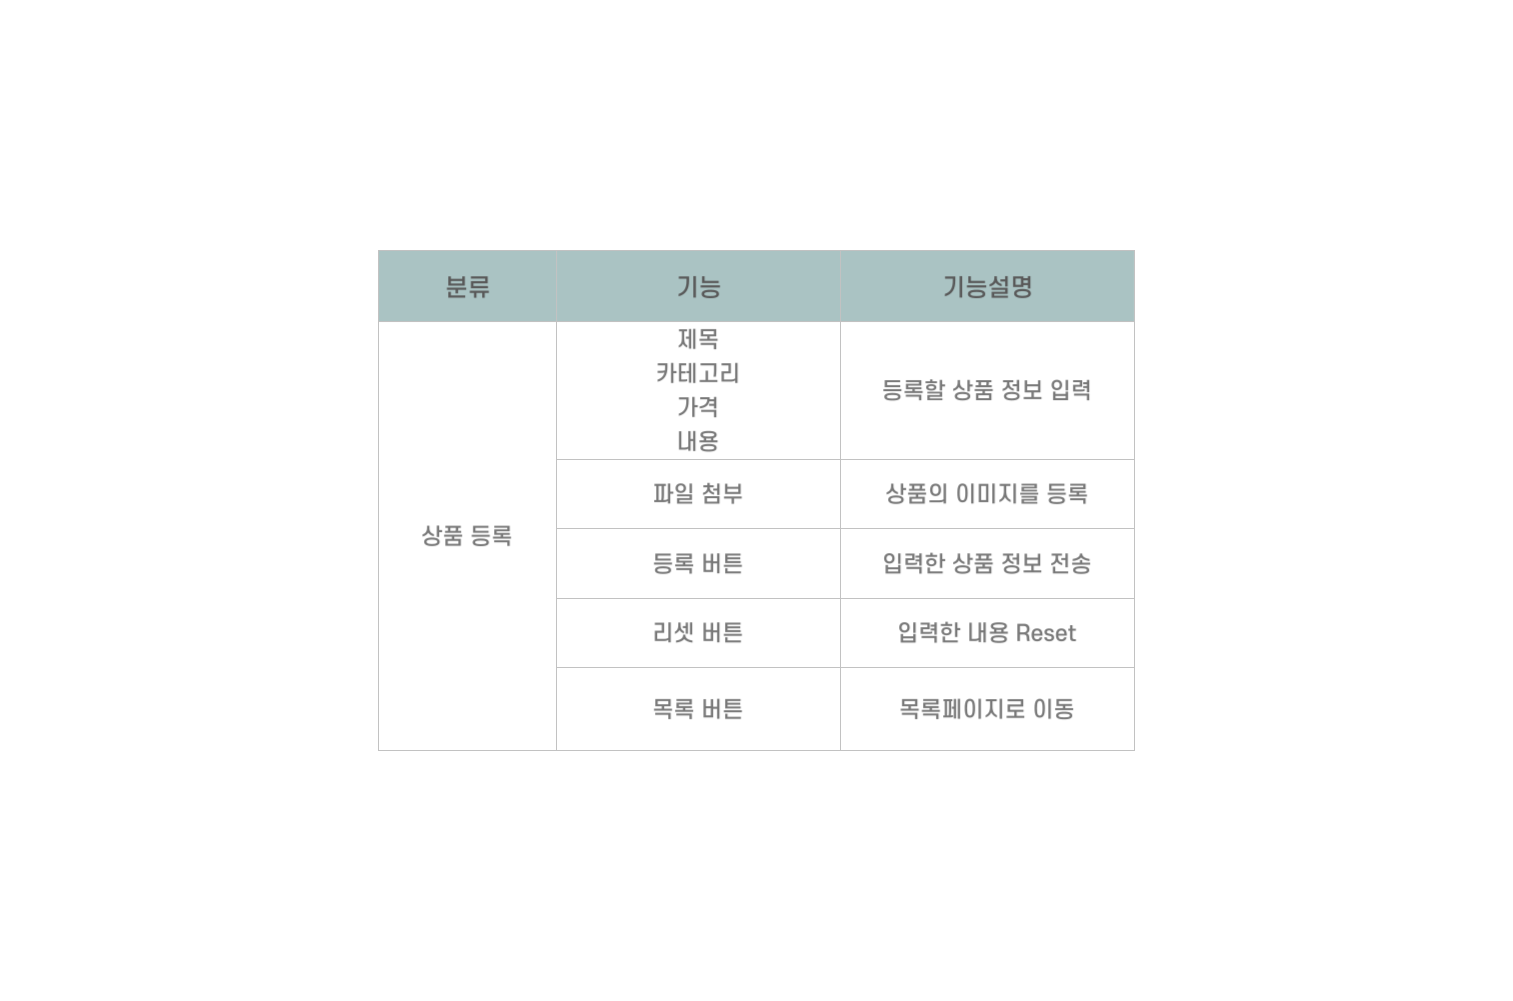 분류
기능
기능설명
상품 등록
제목
카테고리
가격
내용
등록할 상품 정보 입력
파일 첨부
상품의 이미지를 등록
등록 버튼
입력한 상품 정보 전송
리셋 버튼
입력한 내용 Reset
목록 버튼
목록페이지로 이동